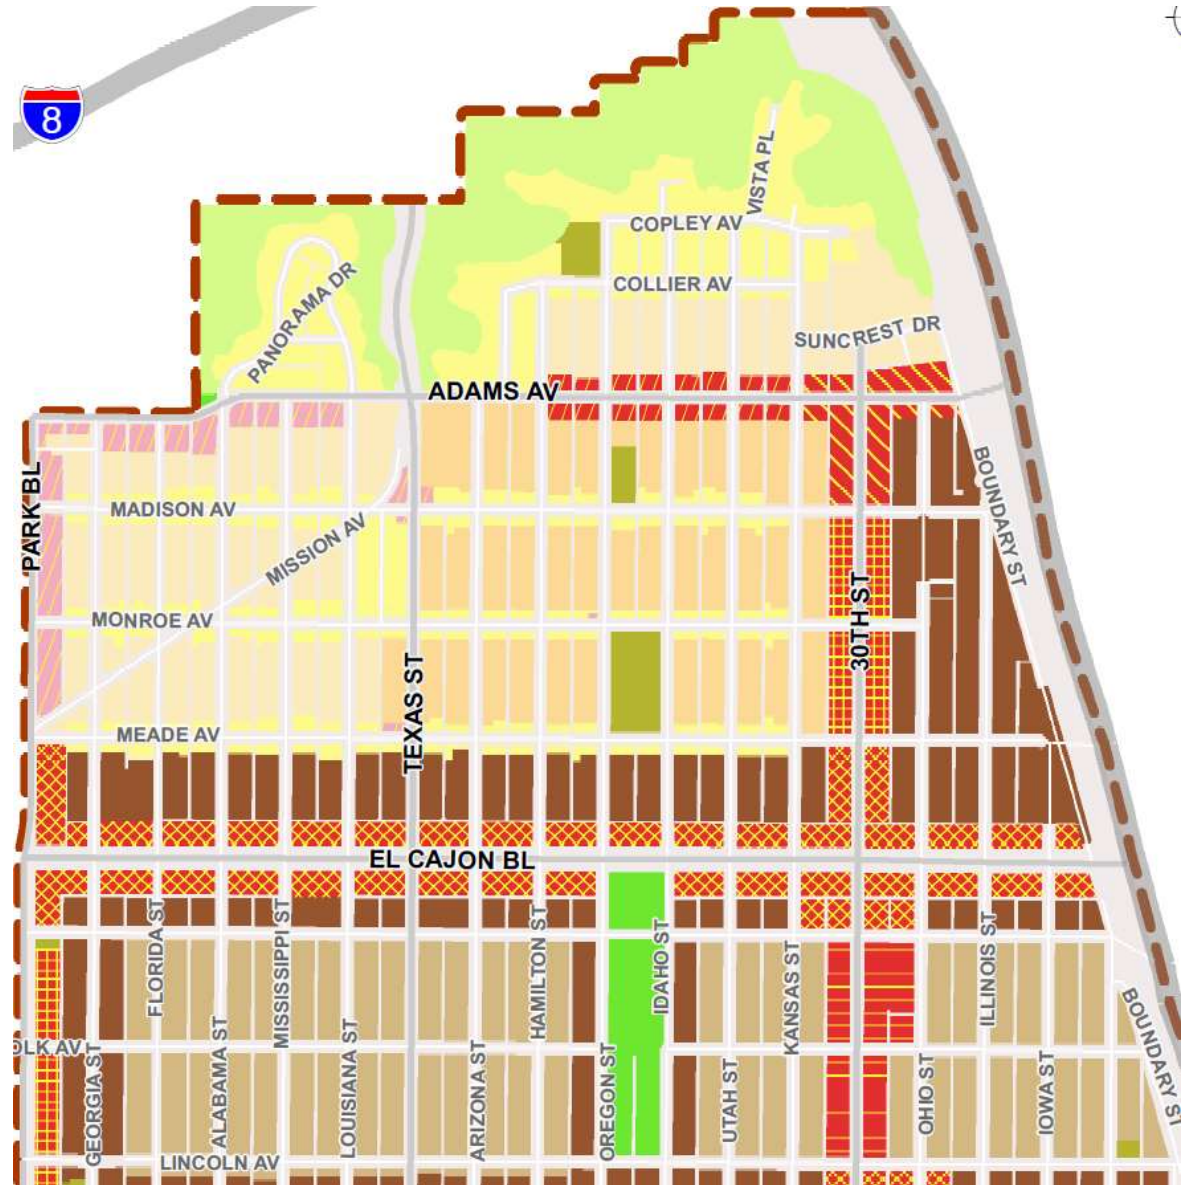 8
VISTA PL
COPLEY AV
COLLIER AV
PANORAMA DR
SUNCREST DR
ADAMS AV
PARK BL
MADISON AV
MISSION AV
BOUNDARY ST
MONROE AV
30TH ST
TEXAS ST
MEADE AV
EL CAJON BL
FLORIDA ST
MISSISSIPPI ST
HAMILTON ST
IDAHO ST
KANSAS ST
ILLINOIS ST
BOUNDARY ST
OLK AV
GEORGIA ST
ALABAMA ST
LOUISIANA ST
ARIZONA ST
OREGON ST
UTAH ST
OHIO ST
IOWA ST
LINCOLN AV